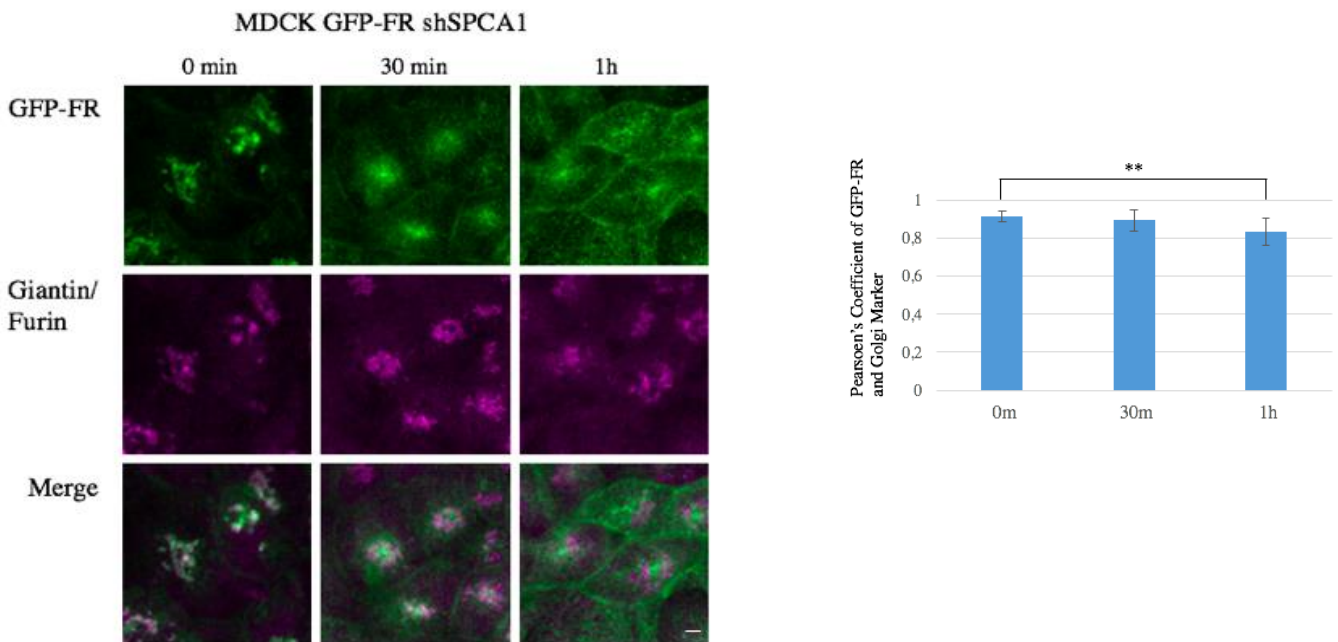 MDCK GFP-FR shSPCA1
0 min 30 min 1h
GFP-FR
Giantin/
Furin
Merge
**
Pearsoen's Coefficient of GFP-FR
and Golgi Marker
1
0,8
0,6
0,4
0,2
0
0m 30m 1h